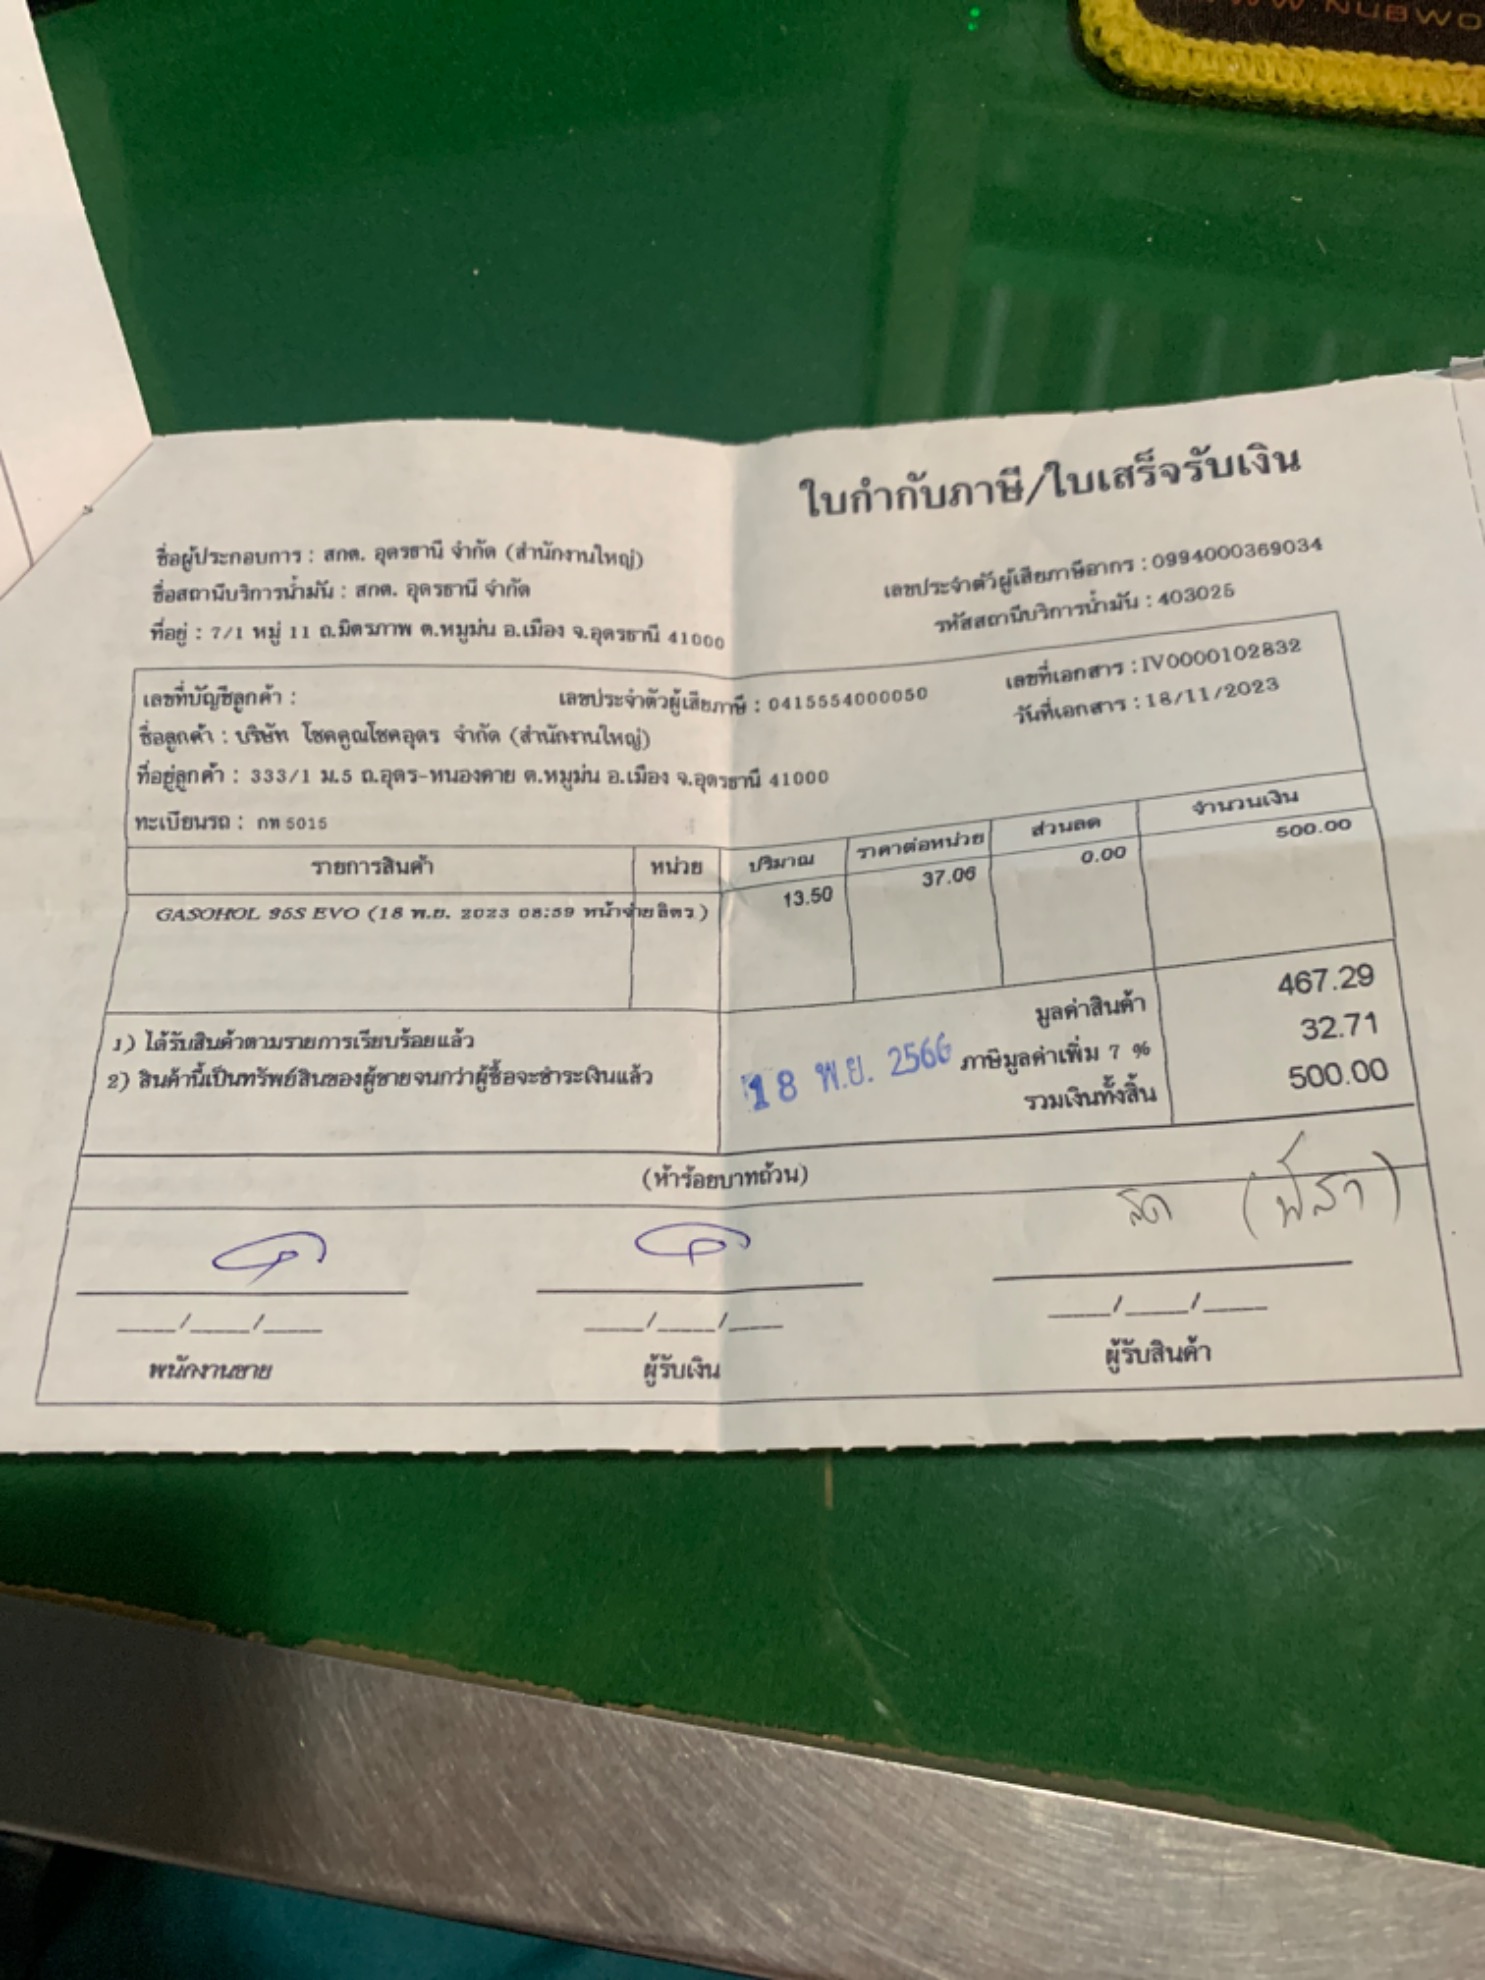 WWW.NUBWO
ใบกำกับภาษี/ใบเสร็จรับเงิน
ชื่อผู้ประกอบการ : สกต. อุดรธานี จำกัด (สำนักงานใหญ่)
เลขประจำตัวผู้เสียภาษีอากร : 0994000369034
ชื่อสถานีบริการน้ำมัน : สกต. อุดรธานี จำกัด
รหัสสถานีบริการน้ำมัน : 403025
ที่อยู่ : 7/1 หมู่ 11 ถ.มิตรภาพ ต.หมูม่น อ.เมือง จ.อุดรธานี 41000
เลขที่บัญชีลูกค้า : เลขประจำตัวผู้เสียภาษี : 0415554000050 เลขที่เอกสาร : IV0000102832
ชื่อลูกค้า : บริษัท โชคคูณโชคอุดร จำกัด (สำนักงานใหญ่) วันที่เอกสาร : 18/11/2023
ที่อยู่ลูกค้า : 333/1 ม.5 ถ.อุดร-หนองคาย ต.หมูม่น อ.เมือง จ.อุดรธานี 41000
ทะเบียนรถ : กท 5015
รายการสินค้า หน่วย ปริมาณ ราคาต่อหน่วย ส่วนลด จำนวนเงิน
GASOHOL 95S EVO (18 พ.ย. 2023 08:59 หน้าจ่ายลิตร) 13.50 37.06 0.00 500.00
มูลค่าสินค้า 467.29
1) ได้รับสินค้าตามรายการเรียบร้อยแล้ว
18 พ.ย. 2566 ภาษีมูลค่าเพิ่ม 7 % 32.71
2) สินค้านี้เป็นทรัพย์สินของผู้ขายจนกว่าผู้ซื้อจะชำระเงินแล้ว
รวมเงินทั้งสิ้น 500.00
(ห้าร้อยบาทถ้วน)
____/____/____ ____/____/____ ____/____/____
พนักงานขาย ผู้รับเงิน ผู้รับสินค้า